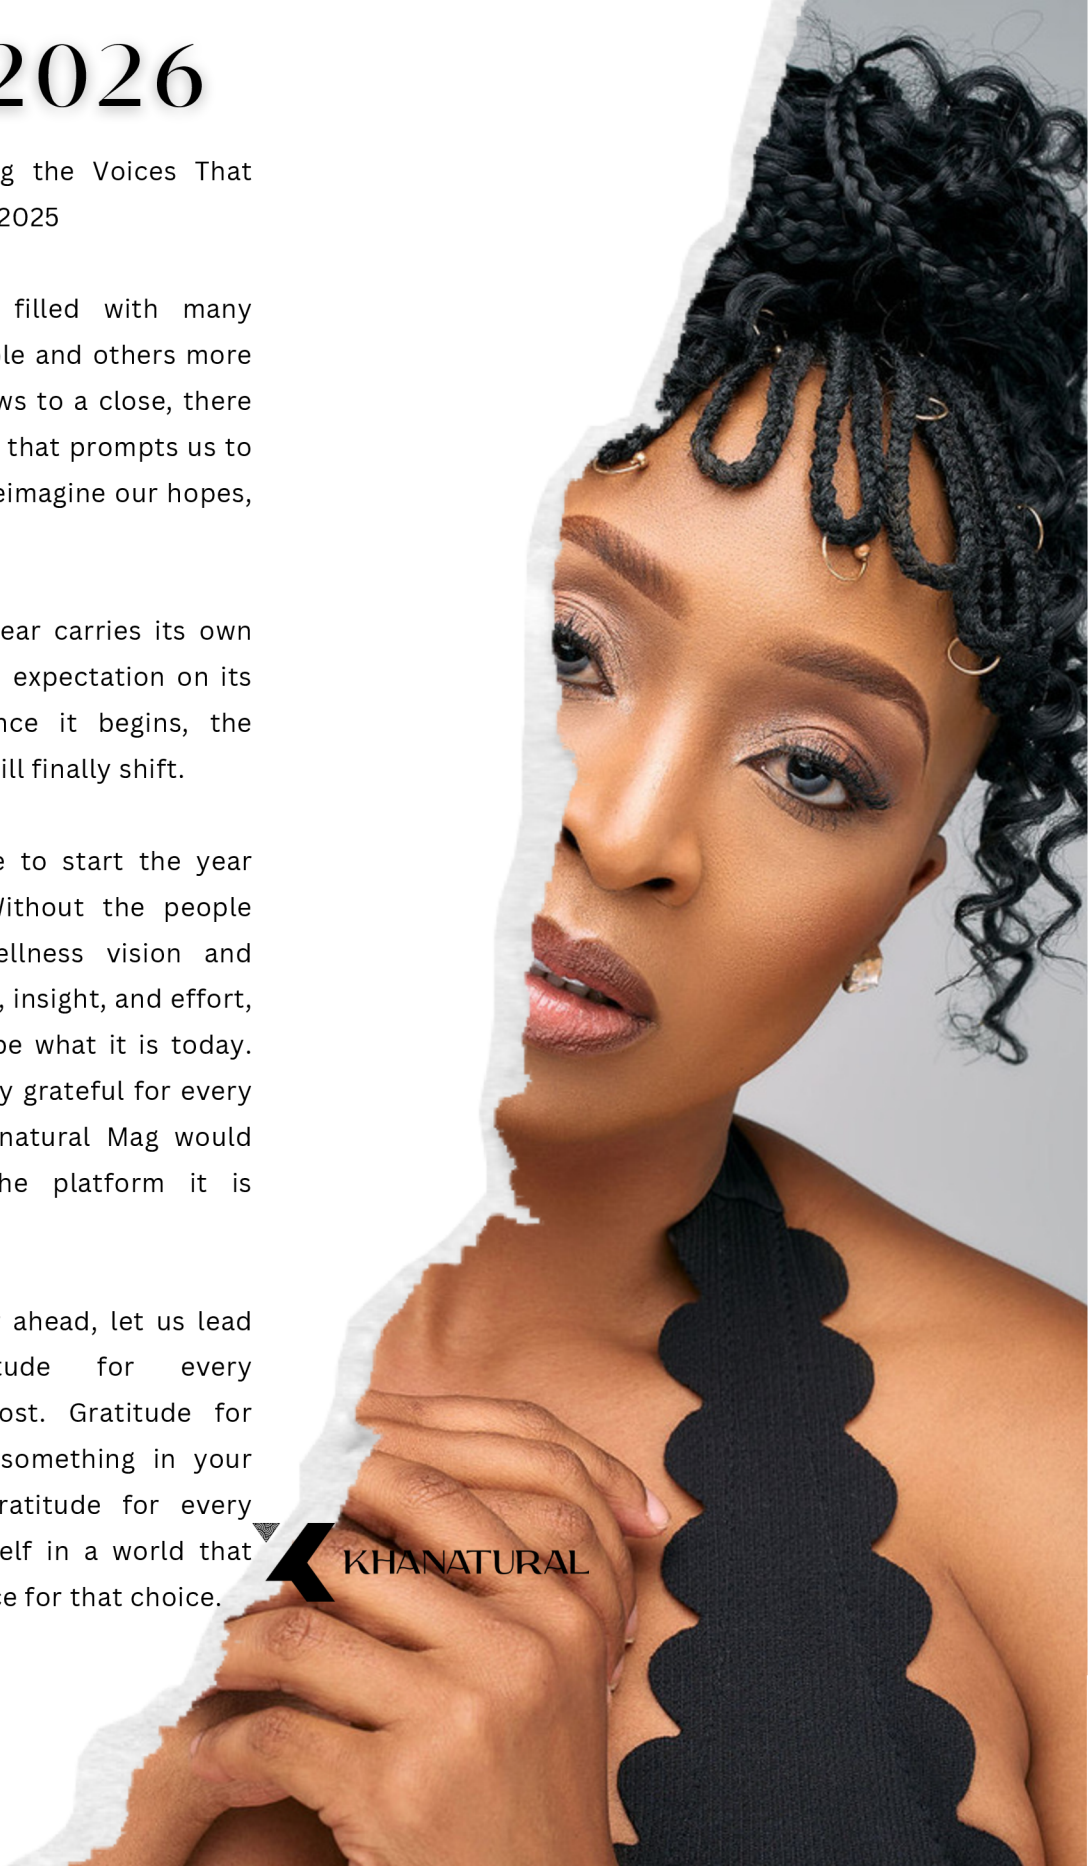 2026
g the Voices That
2025
filled with many
le and others more
ws to a close, there
that prompts us to
eimagine our hopes,
ear carries its own
expectation on its
nce it begins, the
ill finally shift.
e to start the year
Without the people
ellness vision and
, insight, and effort,
be what it is today.
y grateful for every
natural Mag would
he platform it is
ahead, let us lead
tude for every
ost. Gratitude for
something in your
ratitude for every
elf in a world that
ce for that choice.
KHANATURAL